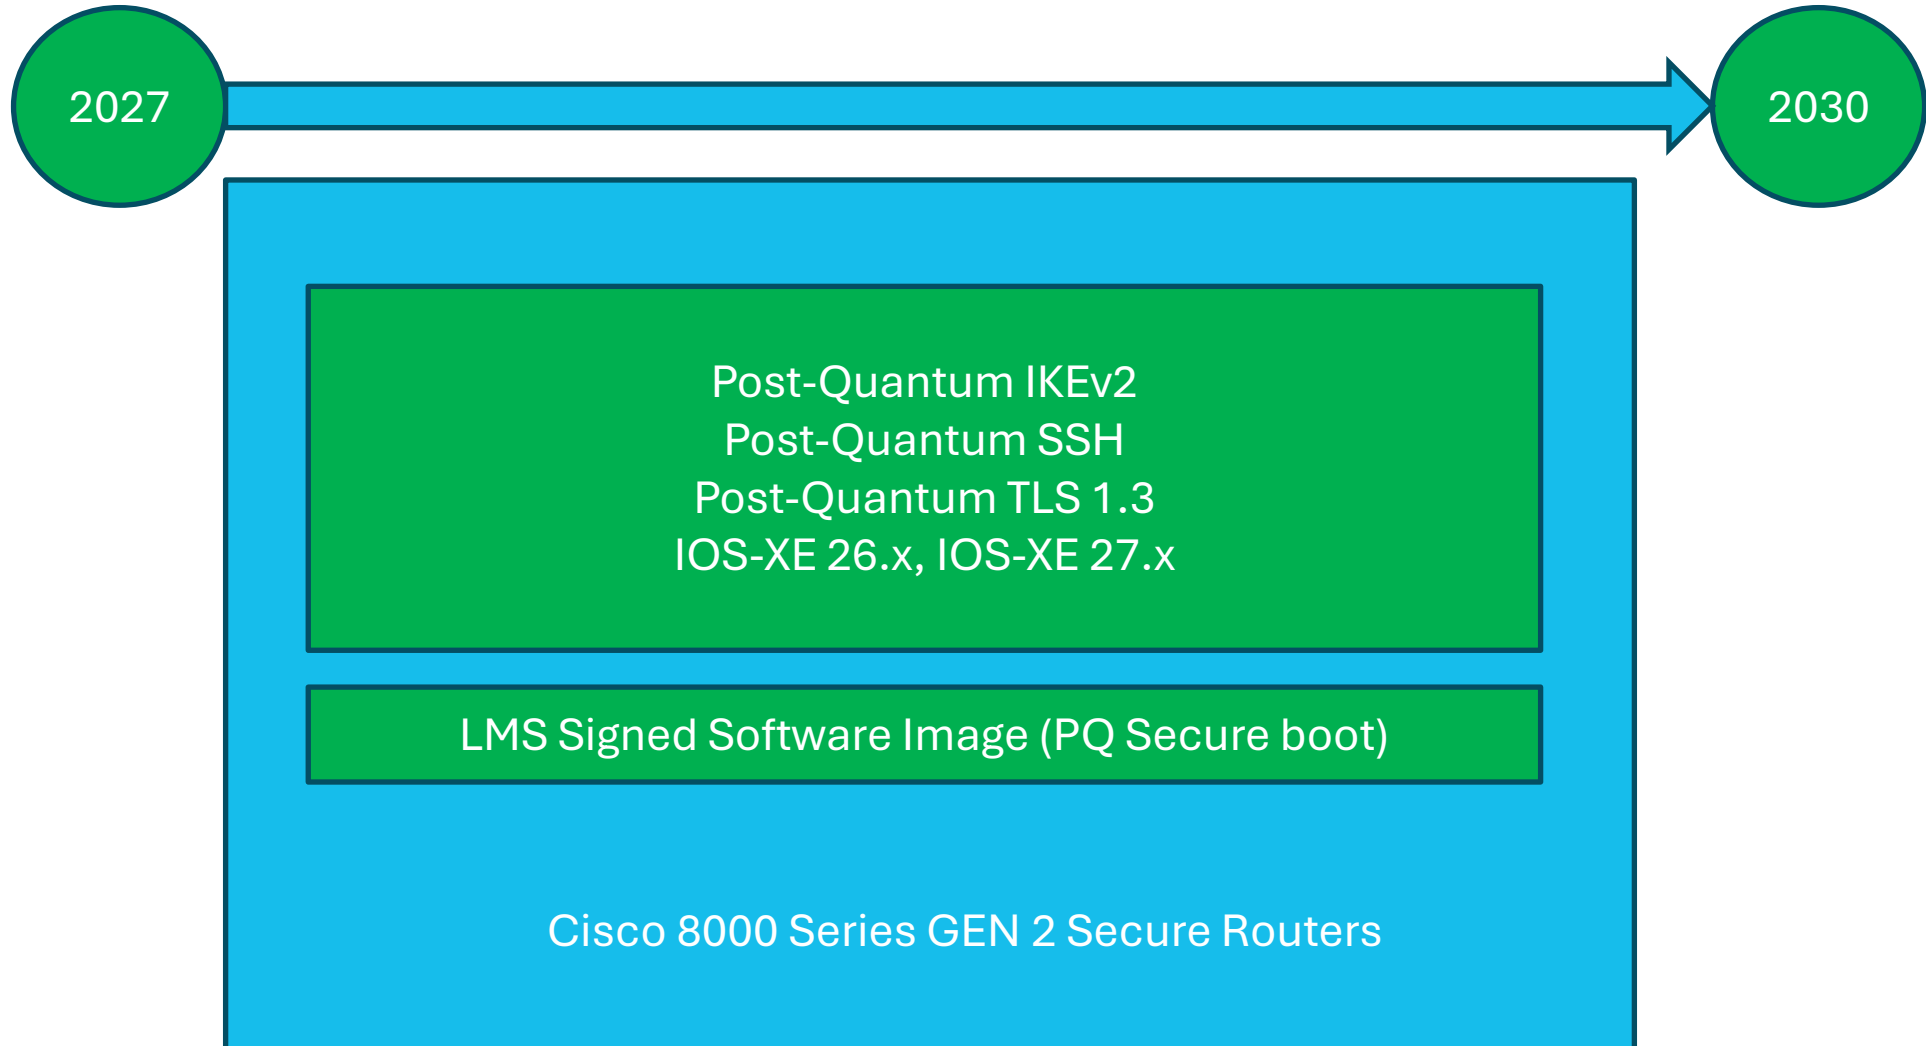 2027
2030
Post-Quantum IKEv2
Post-Quantum SSH
Post-Quantum TLS 1.3
IOS-XE 26.x, IOS-XE 27.x
LMS Signed Software Image (PQ Secure boot)
Cisco 8000 Series GEN 2 Secure Routers